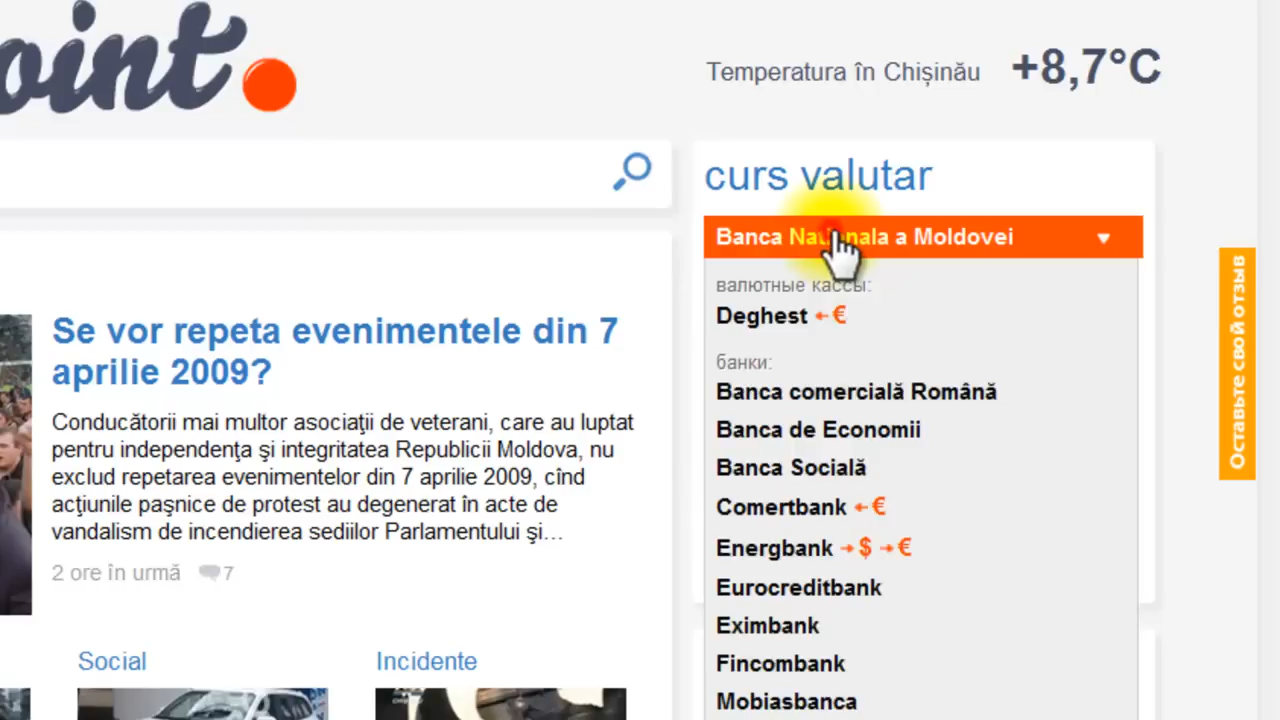 oint.
Temperatura în Chișinău +8,7°C
curs valutar
Banca Nationala a Moldovei
валютные кассы:
Deghest ←€
банки:
Banca comercială Română
Banca de Economii
Banca Socială
Comertbank ←€
Energbank →$ →€
Eurocreditbank
Eximbank
Fincombank
Mobiasbanca
Se vor repeta evenimentele din 7
aprilie 2009?
Conducătorii mai multor asociaţii de veterani, care au luptat
pentru independenţa şi integritatea Republicii Moldova, nu
exclud repetarea evenimentelor din 7 aprilie 2009, cînd
acţiunile paşnice de protest au degenerat în acte de
vandalism de incendierea sediilor Parlamentului şi...
2 ore în urmă 7
Social
Incidente
Оставьте свой отзыв